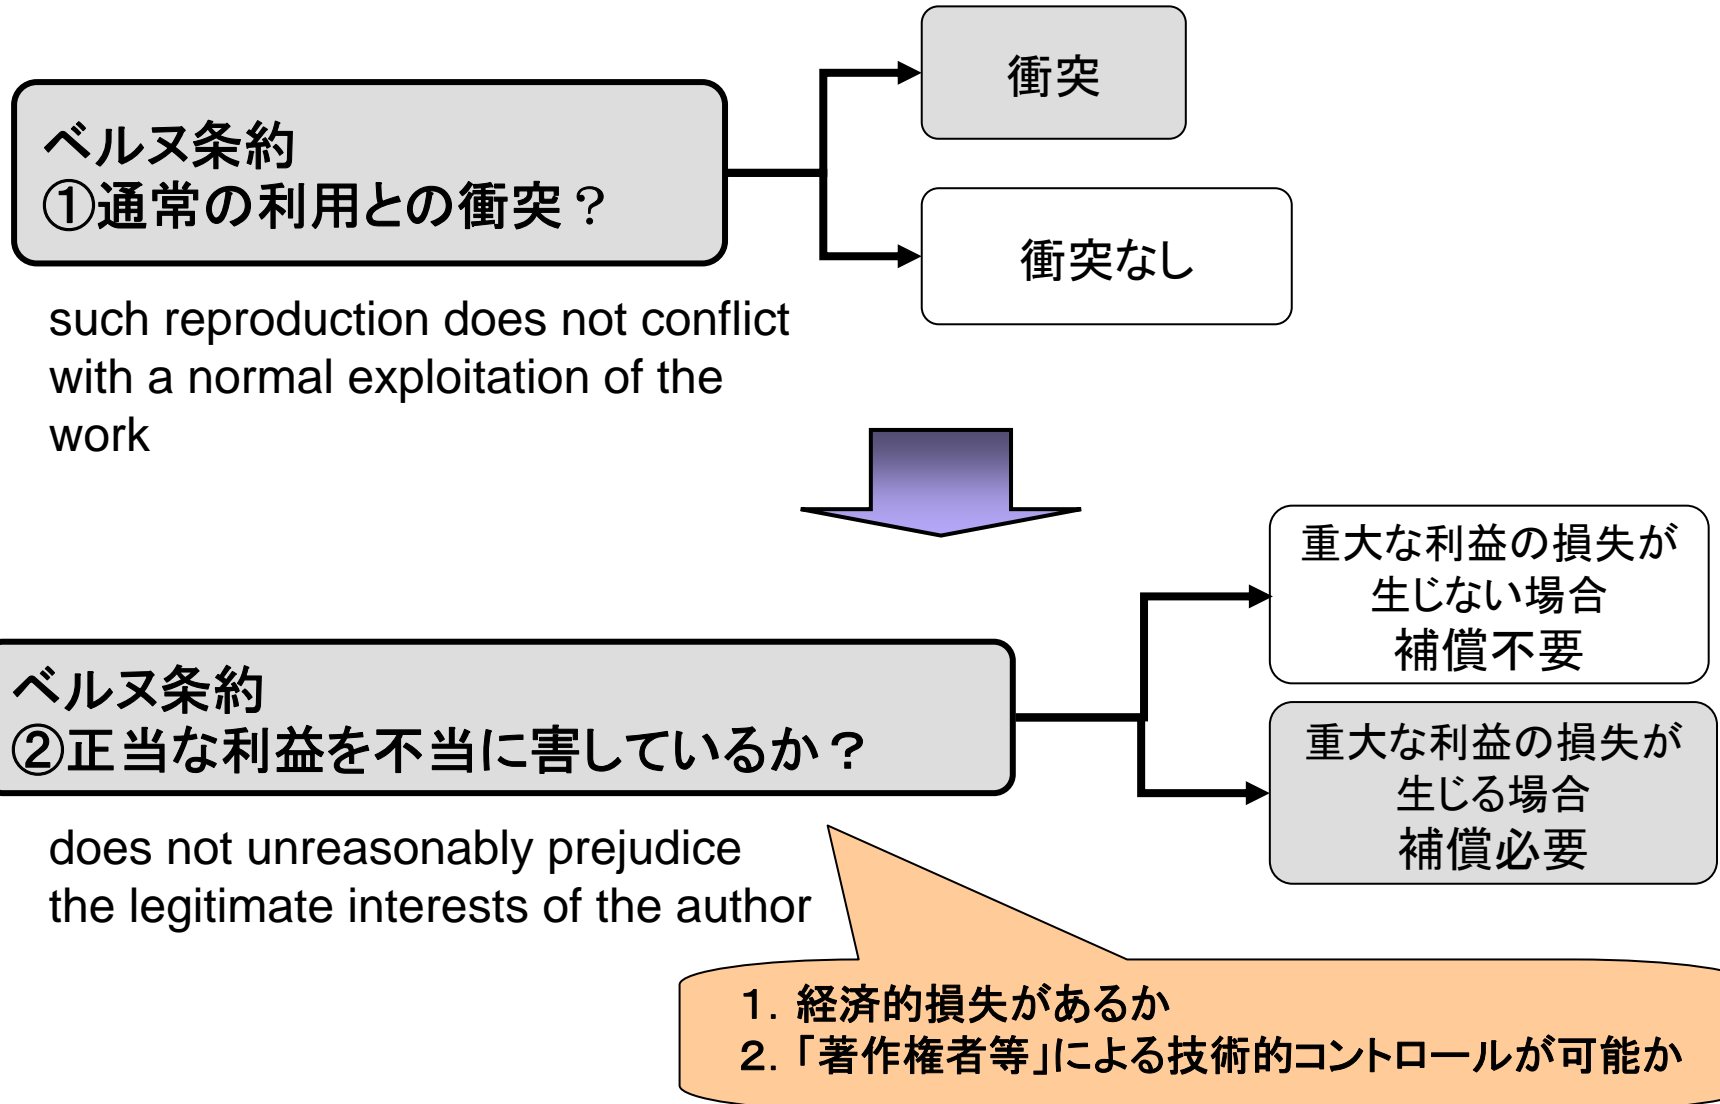 衝突
ベルヌ条約
①通常の利用との衝突？
衝突なし
such reproduction does not conflict
with a normal exploitation of the
work
重大な利益の損失が
生じない場合
補償不要
ベルヌ条約
②正当な利益を不当に害しているか？
重大な利益の損失が
生じる場合
補償必要
does not unreasonably prejudice
the legitimate interests of the author
１．経済的損失があるか
２．「著作権者等」による技術的コントロールが可能か